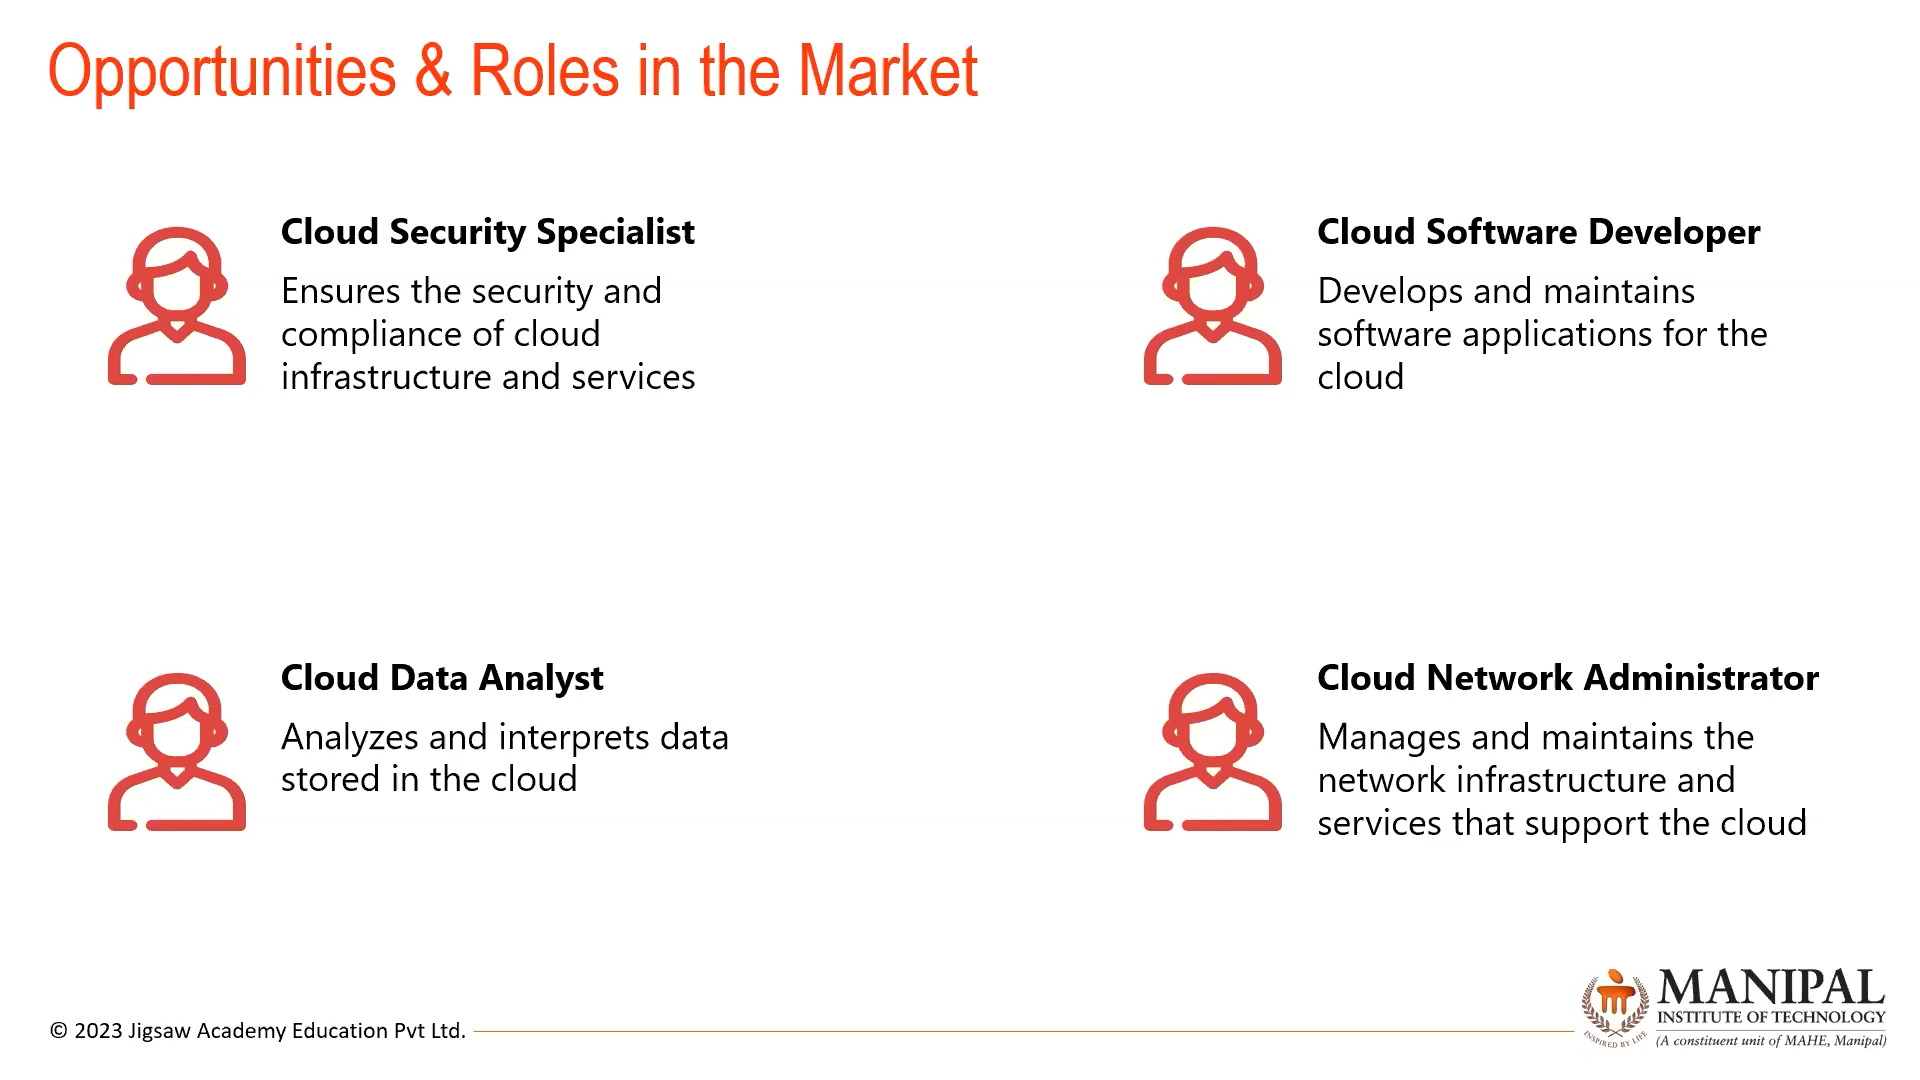 Opportunities & Roles in the Market
Cloud Security Specialist
Ensures the security and
compliance of cloud
infrastructure and services
Cloud Software Developer
Develops and maintains
software applications for the
cloud
Cloud Data Analyst
Analyzes and interprets data
stored in the cloud
Cloud Network Administrator
Manages and maintains the
network infrastructure and
services that support the cloud
© 2023 Jigsaw Academy Education Pvt Ltd.
INSPIRED BY LIFE
MANIPAL
INSTITUTE OF TECHNOLOGY
(A constituent unit of MAHE, Manipal)